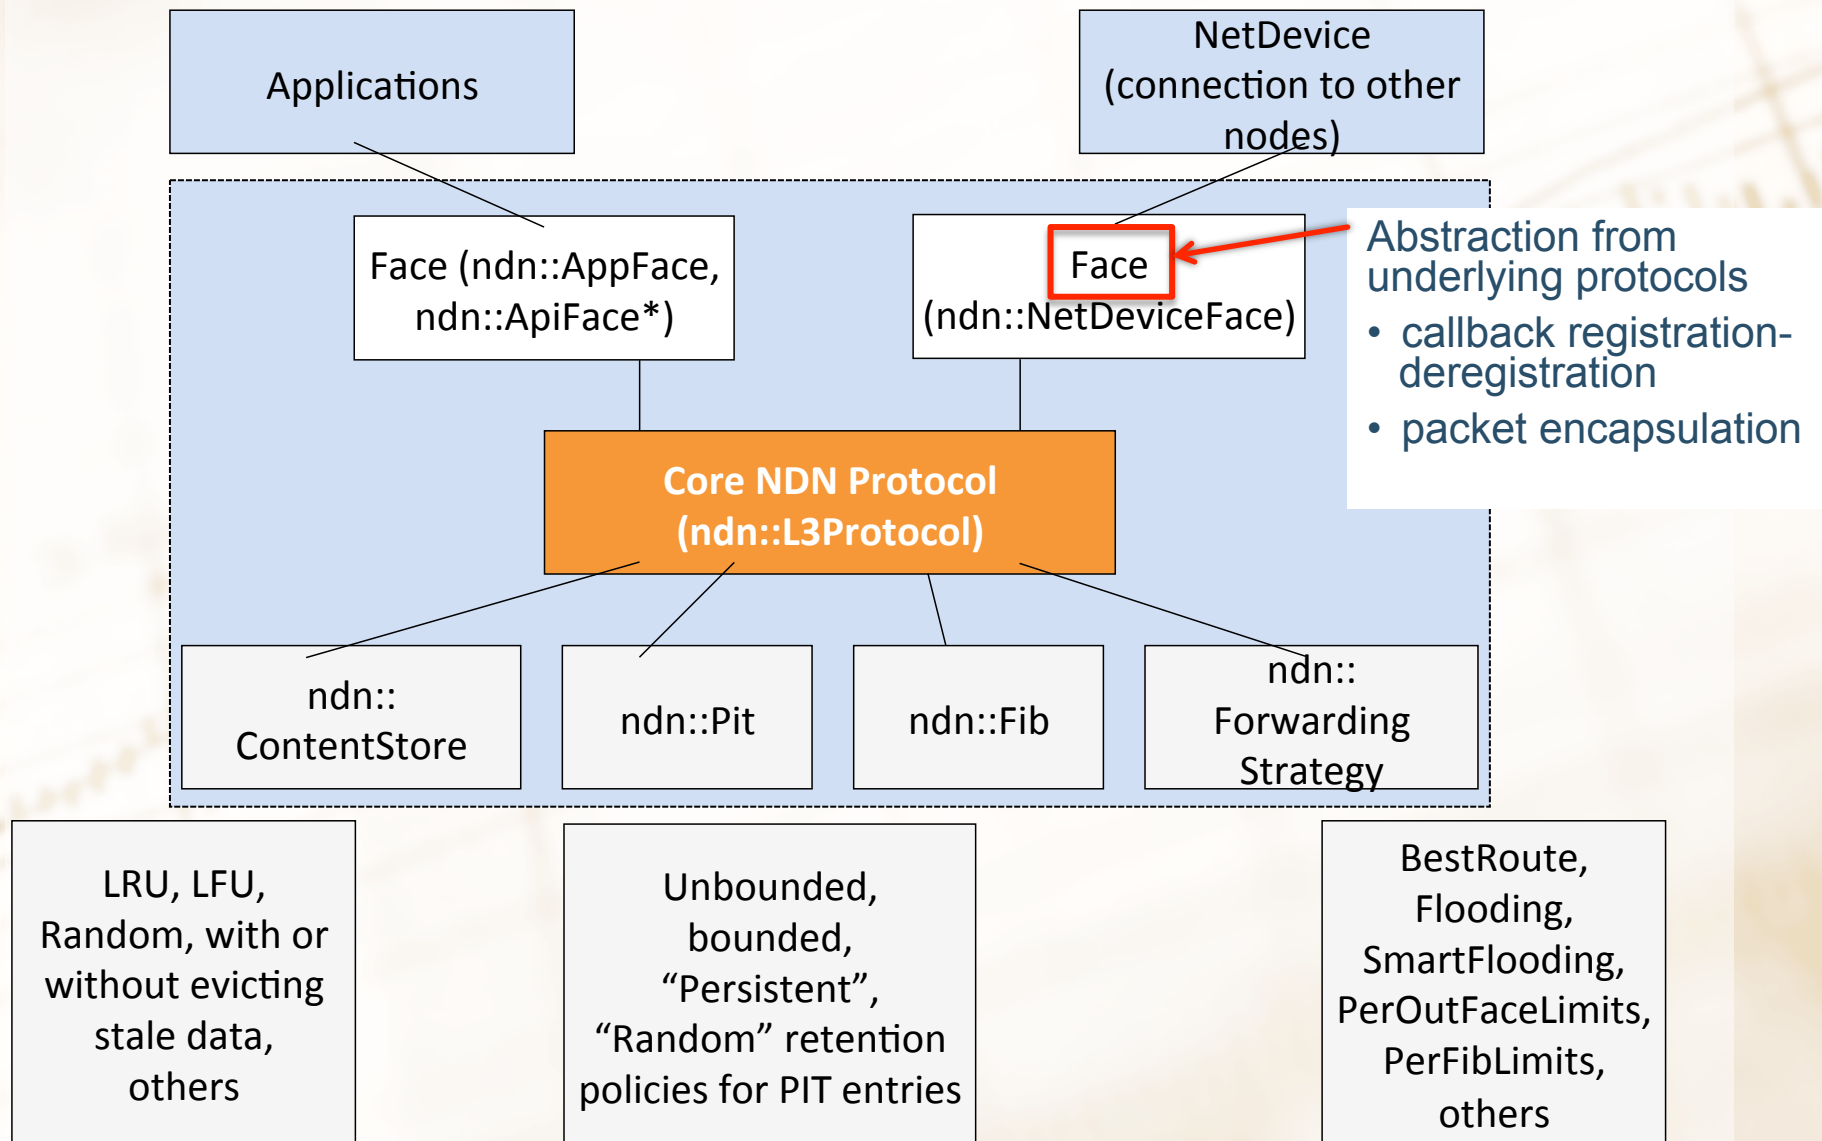 Applications
NetDevice
(connection to other
nodes)
Face (ndn::AppFace,
ndn::ApiFace*)
Face
(ndn::NetDeviceFace)
Abstraction from
underlying protocols
• callback registration-
deregistration
• packet encapsulation
Core NDN Protocol
(ndn::L3Protocol)
ndn::
ContentStore
ndn::Pit
ndn::Fib
ndn::
Forwarding
Strategy
LRU, LFU,
Random, with or
without evicting
stale data,
others
Unbounded,
bounded,
“Persistent”,
“Random” retention
policies for PIT entries
BestRoute,
Flooding,
SmartFlooding,
PerOutFaceLimits,
PerFibLimits,
others